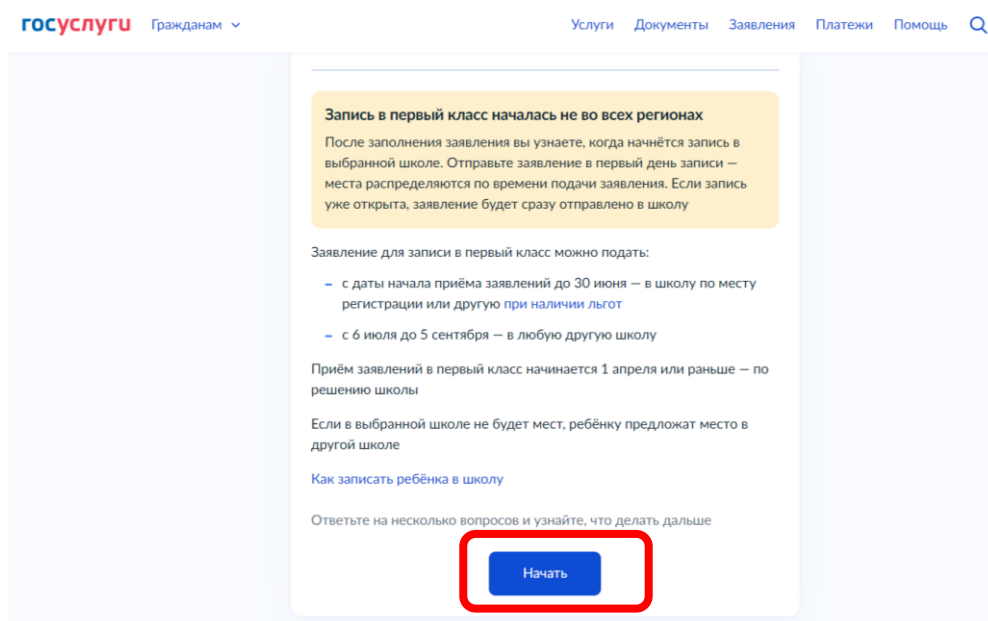 госуслуги Гражданам Услуги Документы Заявления Платежи Помощь
Запись в первый класс началась не во всех регионах
После заполнения заявления вы узнаете, когда начнётся запись в
выбранной школе. Отправьте заявление в первый день записи —
места распределяются по времени подачи заявления. Если запись
уже открыта, заявление будет сразу отправлено в школу
Заявление для записи в первый класс можно подать:
– с даты начала приёма заявлений до 30 июня — в школу по месту
регистрации или другую при наличии льгот
– с 6 июля до 5 сентября — в любую другую школу
Приём заявлений в первый класс начинается 1 апреля или раньше — по
решению школы
Если в выбранной школе не будет мест, ребёнку предложат место в
другой школе
Как записать ребёнка в школу
Ответьте на несколько вопросов и узнайте, что делать дальше
Начать